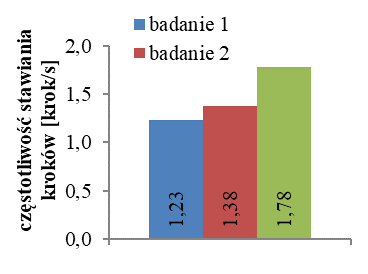 badanie 1
badanie 2
częstotliwość stawiania
kroków [krok/s]
2,0
1,5
1,0
0,5
0,0
1,23
1,38
1,78